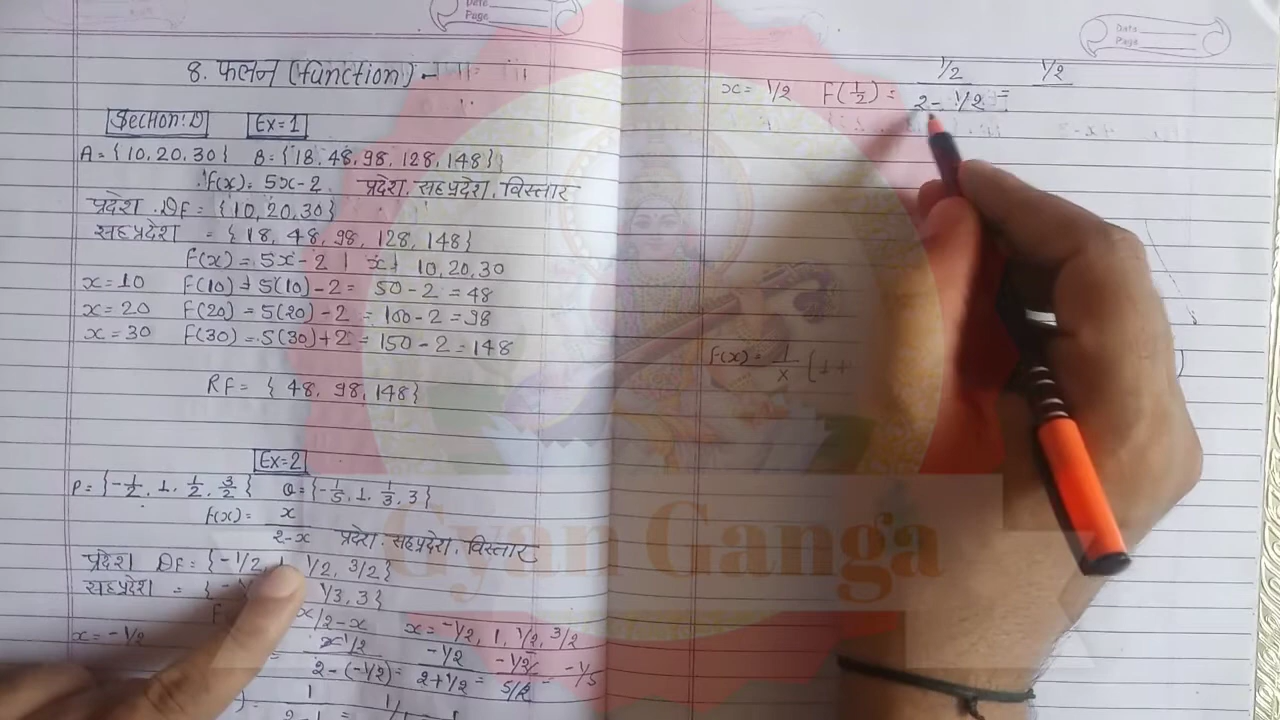 Date
Page
8. फलन (function) -
Section:D Ex=1
A= {10,20,30} B= {18,48,98,128,148}
F(x)= 5x-2 प्रदेश, सहप्रदेश, विस्तार
प्रदेश DF= {10,20,30}
सहप्रदेश = {18, 48, 98, 128, 148}
F(x)= 5x-2 | x= 10,20,30
x=10 F(10)= 5(10)-2= 50-2 = 48
x=20 F(20)=5(20)-2 = 100-2 =98
x=30 F(30)=5(30)+2 = 150-2=148
RF= { 48, 98, 148}
Ex=2
P= {-1/2, 1, 1/2, 3/2} Q={-1/5, 1, 1/3, 3}
F(x)= x/2-x प्रदेश, सहप्रदेश, विस्तार
प्रदेश DF= {-1/2, 1/2, 3/2}
सहप्रदेश = {- 1/3, 3}
F x/2-x x= -1/2, 1, 1/2, 3/2
x= -1/2 = -1/2 / 2-(-1/2) = -1/2 / 2+1/2 = -1/2 / 5/2 = -1/5
Date
Page
x= 1/2 F(1/2) = 1/2 / 2- 1/2 = 1/2
F(x)= 1/x {1+
Gyan Ganga